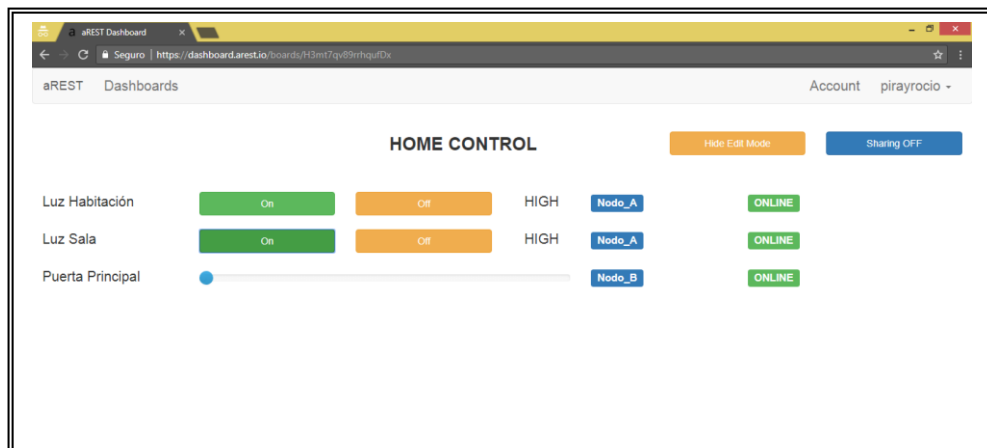 aREST Dashboard
Seguro | https://dashboard.arest.io/boards/H3mt7qv89rrhqufDx
aREST Dashboards Account pirayrocio
HOME CONTROL Hide Edit Mode Sharing OFF
Luz Habitación On Off HIGH Nodo_A ONLINE
Luz Sala On Off HIGH Nodo_A ONLINE
Puerta Principal Nodo_B ONLINE